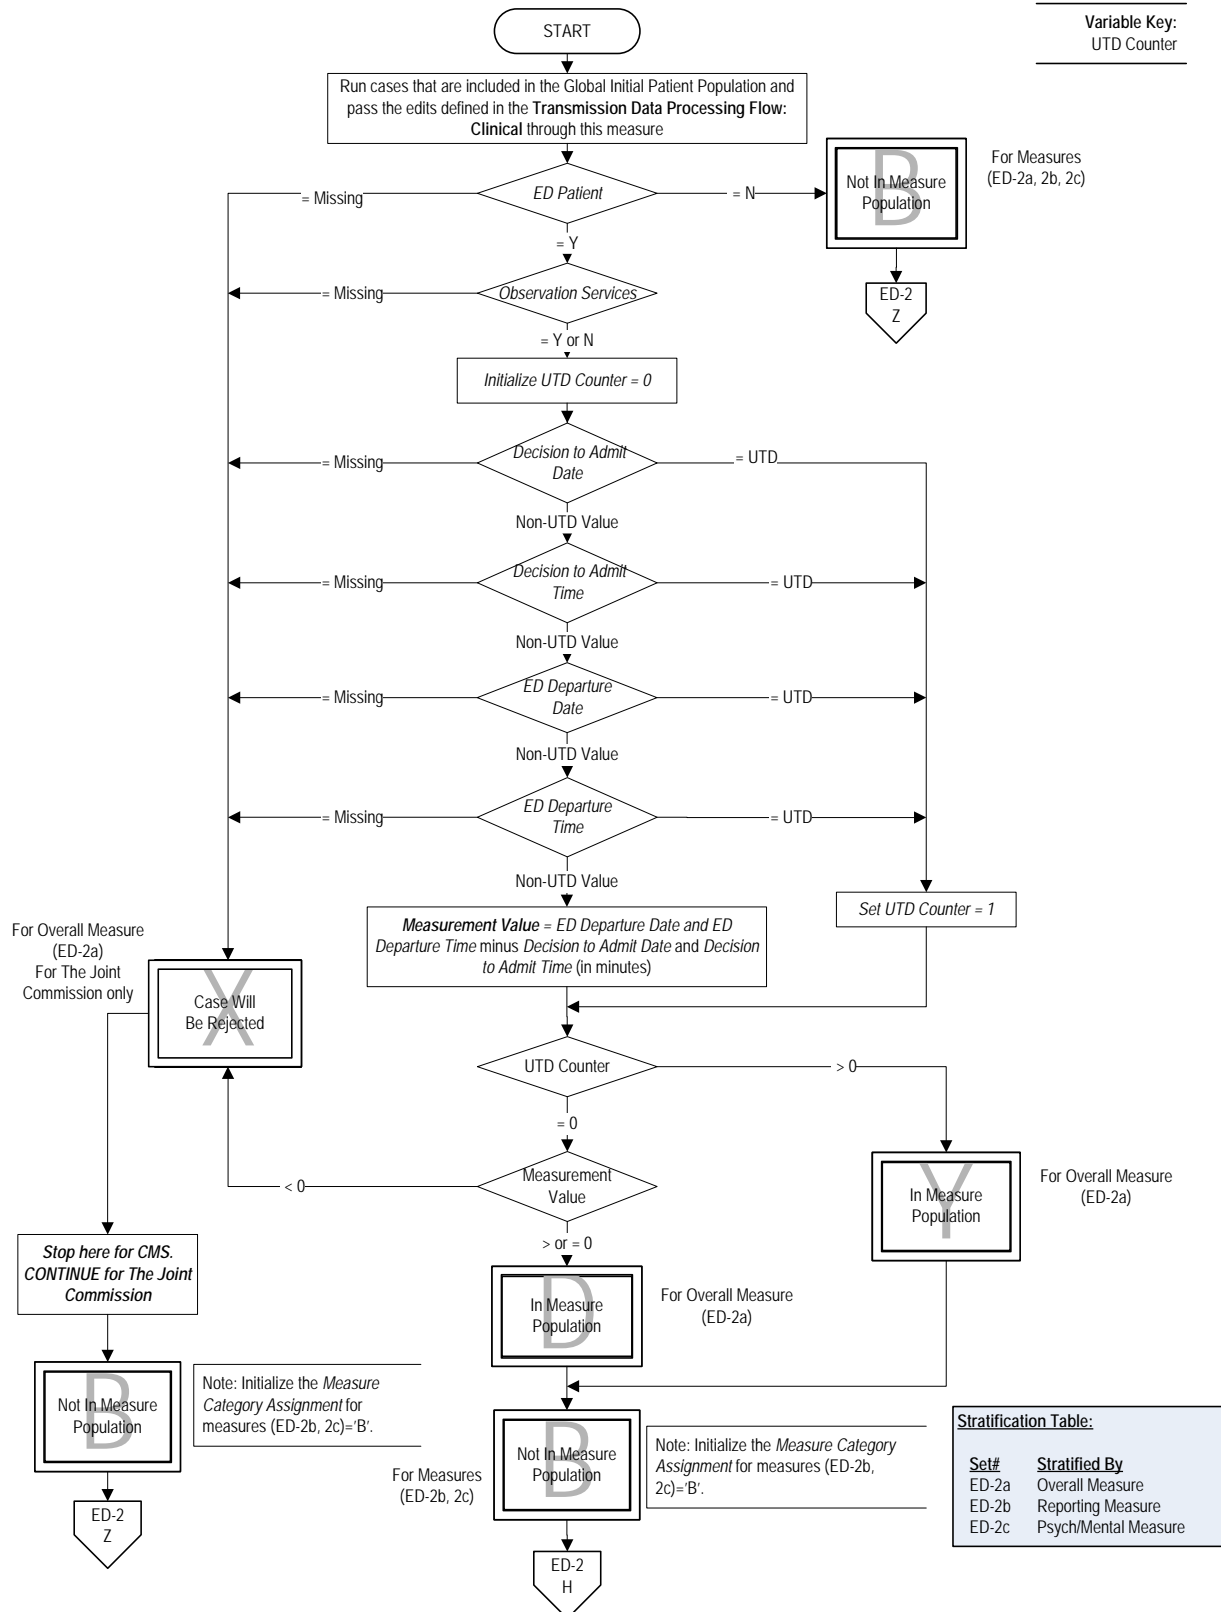 Variable Key:
UTD Counter
START
Run cases that are included in the Global Initial Patient Population and
pass the edits defined in the Transmission Data Processing Flow:
Clinical through this measure
ED Patient
= Missing
= N
= Y
B
Not In Measure
Population
For Measures
(ED-2a, 2b, 2c)
ED-2
Z
Observation Services
= Missing
= Y or N
Initialize UTD Counter = 0
Decision to Admit
Date
= Missing
= UTD
Non-UTD Value
Decision to Admit
Time
= Missing
= UTD
Non-UTD Value
ED Departure
Date
= Missing
= UTD
Non-UTD Value
ED Departure
Time
= Missing
= UTD
Non-UTD Value
Set UTD Counter = 1
Measurement Value = ED Departure Date and ED
Departure Time minus Decision to Admit Date and Decision
to Admit Time (in minutes)
For Overall Measure
(ED-2a)
For The Joint
Commission only
X
Case Will
Be Rejected
UTD Counter
> 0
= 0
Measurement
Value
< 0
> or = 0
Y
In Measure
Population
For Overall Measure
(ED-2a)
Stop here for CMS.
CONTINUE for The Joint
Commission
D
In Measure
Population
For Overall Measure
(ED-2a)
B
Not In Measure
Population
Note: Initialize the Measure
Category Assignment for
measures (ED-2b, 2c)='B'.
ED-2
Z
For Measures
(ED-2b, 2c)
B
Not In Measure
Population
Note: Initialize the Measure Category
Assignment for measures (ED-2b,
2c)='B'.
ED-2
H
Stratification Table:
Set# Stratified By
ED-2a Overall Measure
ED-2b Reporting Measure
ED-2c Psych/Mental Measure